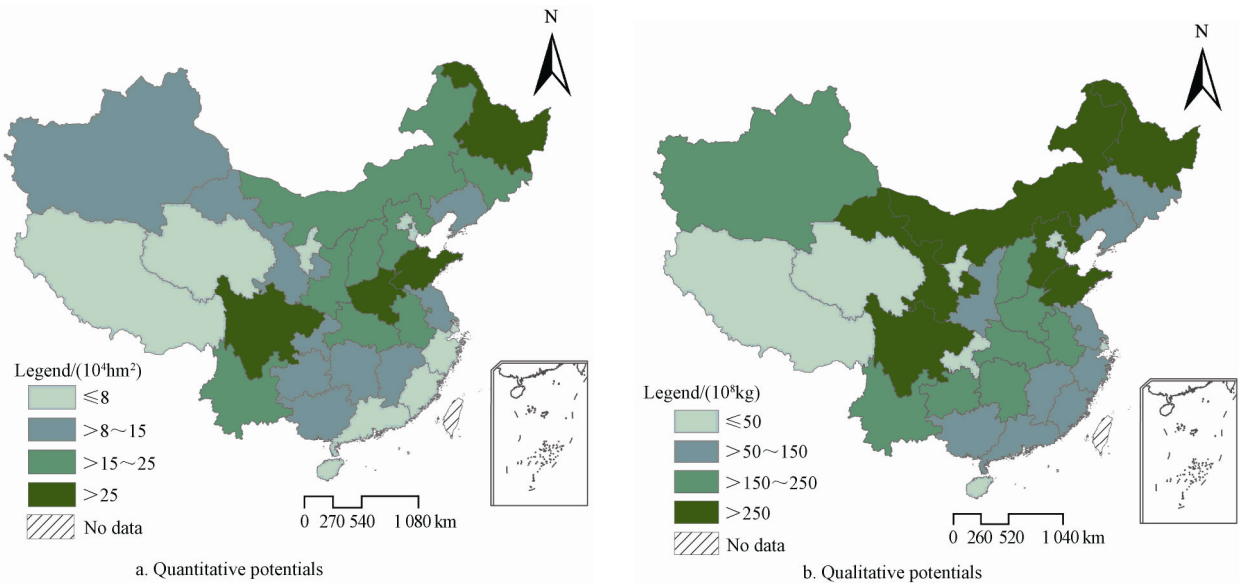 N
Legend/(10⁴hm²)
≤8
>8～15
>15～25
>25
No data
0 270 540 1 080 km
a. Quantitative potentials
N
Legend/(10⁸kg)
≤50
>50～150
>150～250
>250
No data
0 260 520 1 040 km
b. Qualitative potentials